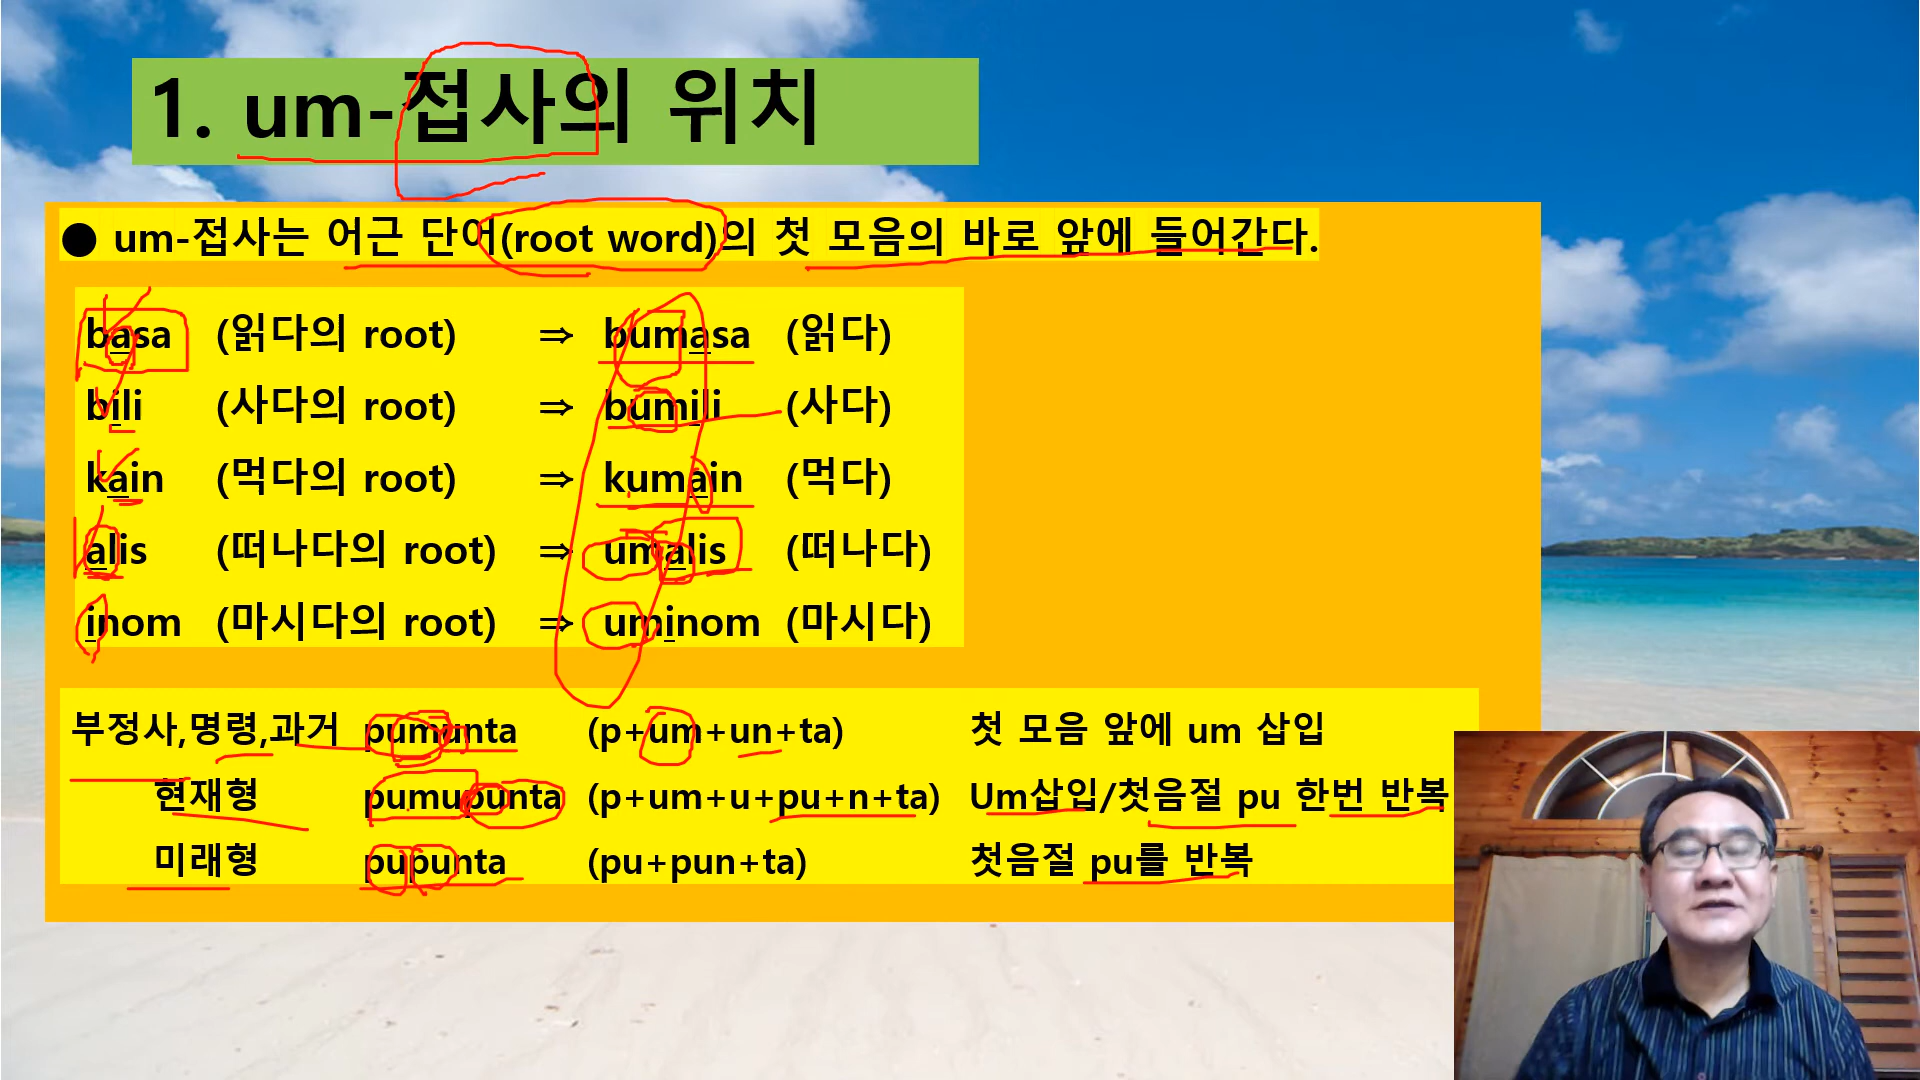 1. um-접사의 위치
● um-접사는 어근 단어(root word)의 첫 모음의 바로 앞에 들어간다.
basa (읽다의 root) ⇒ bumasa (읽다)
bili (사다의 root) ⇒ bumili (사다)
kain (먹다의 root) ⇒ kumain (먹다)
alis (떠나다의 root) ⇒ umalis (떠나다)
inom (마시다의 root) ⇒ uminom (마시다)
부정사,명령,과거 pumunta (p+um+un+ta) 첫 모음 앞에 um 삽입
현재형 pumupunta (p+um+u+pu+n+ta) Um삽입/첫음절 pu 한번 반복
미래형 pupunta (pu+pun+ta) 첫음절 pu를 반복